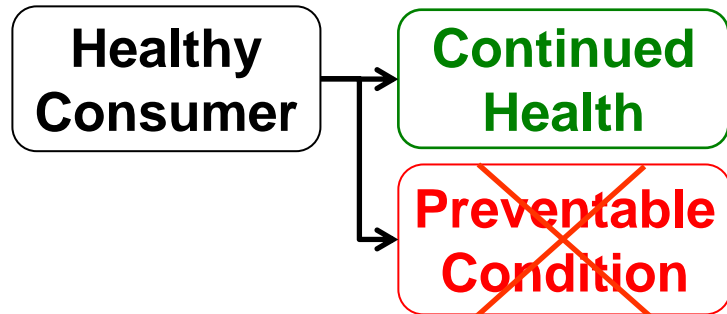 Healthy
Consumer
Continued
Health
Preventable
Condition